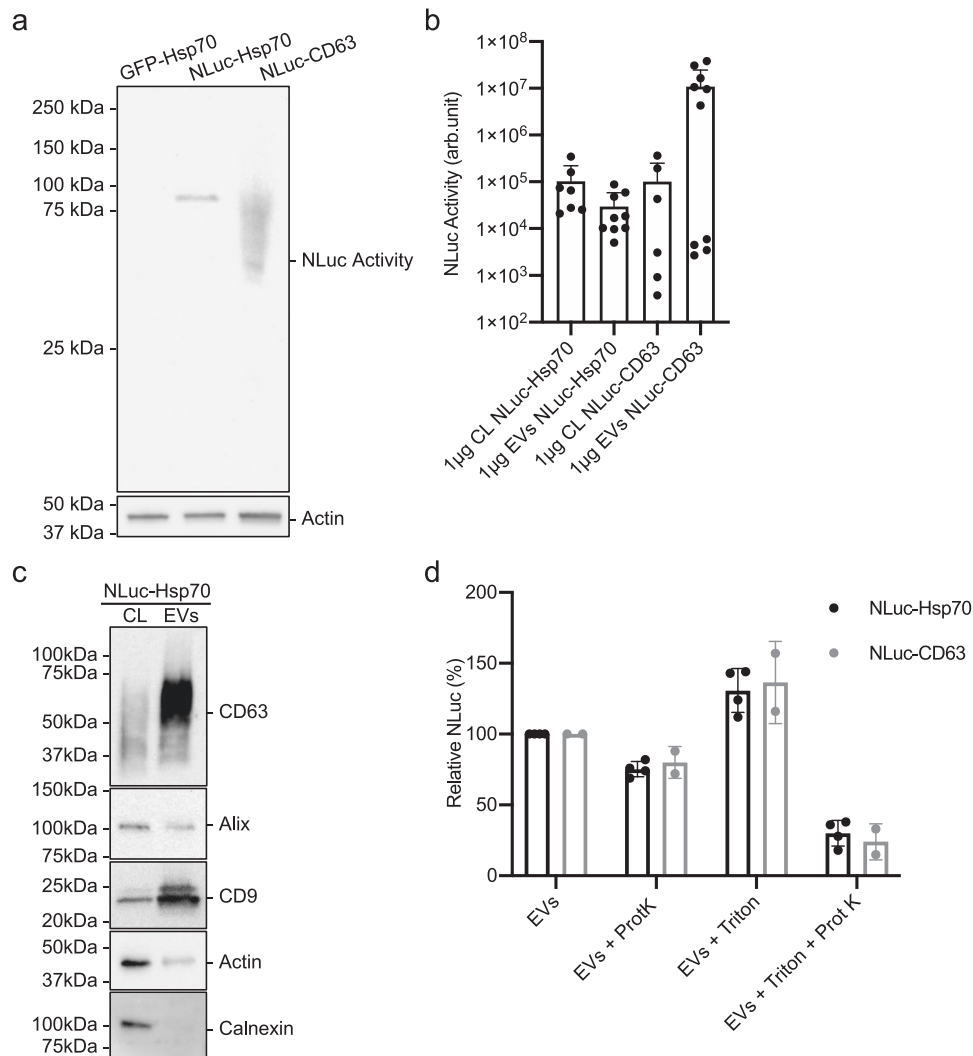 a
GFP-Hsp70
NLuc-Hsp70
NLuc-CD63
250 kDa
150 kDa
100 kDa
75 kDa
25 kDa
NLuc Activity
50 kDa
37 kDa
Actin
b
NLuc Activity (arb.unit)
1×10⁸
1×10⁷
1×10⁶
1×10⁵
1×10⁴
1×10³
1×10²
1μg CL NLuc-Hsp70
1μg EVs NLuc-Hsp70
1μg CL NLuc-CD63
1μg EVs NLuc-CD63
c
NLuc-Hsp70
CL EVs
100kDa
75kDa
50kDa
37kDa
CD63
150kDa
100kDa
75kDa
Alix
25kDa
20kDa
CD9
50kDa
37kDa
Actin
100kDa
75kDa
Calnexin
d
Relative NLuc (%)
200
150
100
50
0
NLuc-Hsp70
NLuc-CD63
EVs
EVs + ProtK
EVs + Triton
EVs + Triton + Prot K